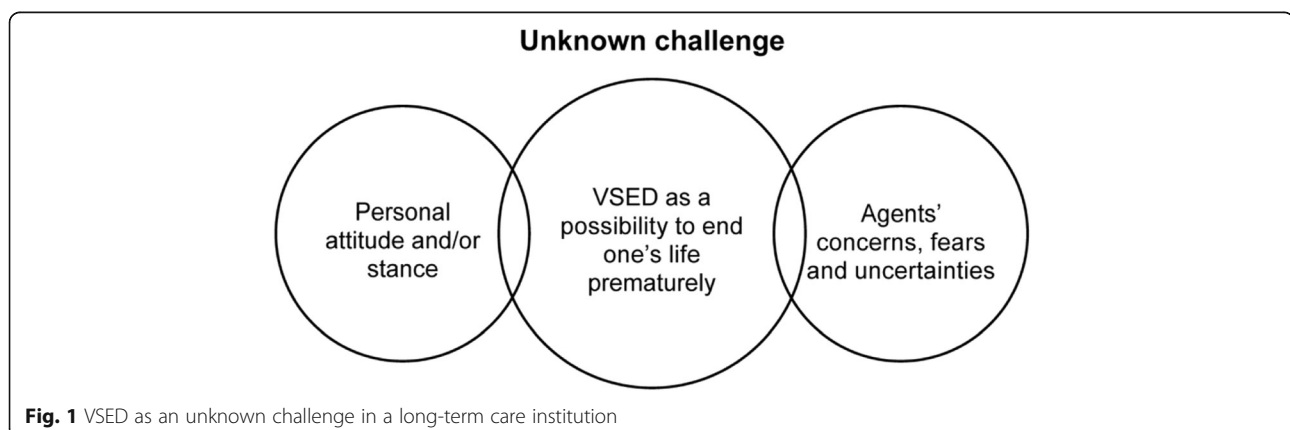 Unknown challenge
Personal
attitude and/or
stance
VSED as a
possibility to end
one's life
prematurely
Agents'
concerns, fears
and uncertainties
Fig. 1 VSED as an unknown challenge in a long-term care institution